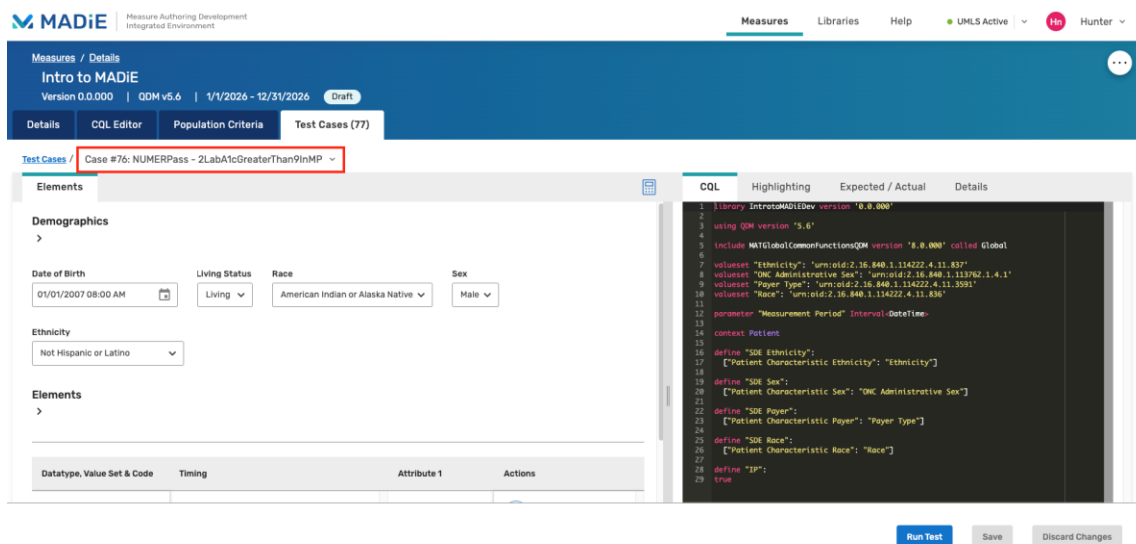 MADiE
Measure Authoring Development
Integrated Environment
Measures Libraries Help UMLS Active Hn Hunter
Measures / Details
Intro to MADiE
Version 0.0.000 | QDM v5.6 | 1/1/2026 - 12/31/2026 Draft
Details CQL Editor Population Criteria Test Cases (77)
Test Cases / Case #76: NUMERPass - 2LabA1cGreaterThan9InMP
Elements
Demographics
Date of Birth Living Status Race Sex
01/01/2007 08:00 AM Living American Indian or Alaska Native Male
Ethnicity
Not Hispanic or Latino
Elements
Datatype, Value Set & Code Timing Attribute 1 Actions
CQL Highlighting Expected / Actual Details
1 library IntrotoMADiEDev version '0.0.000'
2
3 using QDM version '5.6'
4
5 include MATGlobalCommonFunctionsQDM version '8.0.000' called Global
6
7 valueset "Ethnicity": 'urn:oid:2.16.840.1.114222.4.11.837'
8 valueset "ONC Administrative Sex": 'urn:oid:2.16.840.1.113762.1.4.1'
9 valueset "Payer Type": 'urn:oid:2.16.840.1.114222.4.11.3591'
10 valueset "Race": 'urn:oid:2.16.840.1.114222.4.11.836'
11
12 parameter "Measurement Period" Interval<DateTime>
13
14 context Patient
15
16 define "SDE Ethnicity":
17 ["Patient Characteristic Ethnicity": "Ethnicity"]
18
19 define "SDE Sex":
20 ["Patient Characteristic Sex": "ONC Administrative Sex"]
21
22 define "SDE Payer":
23 ["Patient Characteristic Payer": "Payer Type"]
24
25 define "SDE Race":
26 ["Patient Characteristic Race": "Race"]
27
28 define "IP":
29 true
Run Test Save Discard Changes